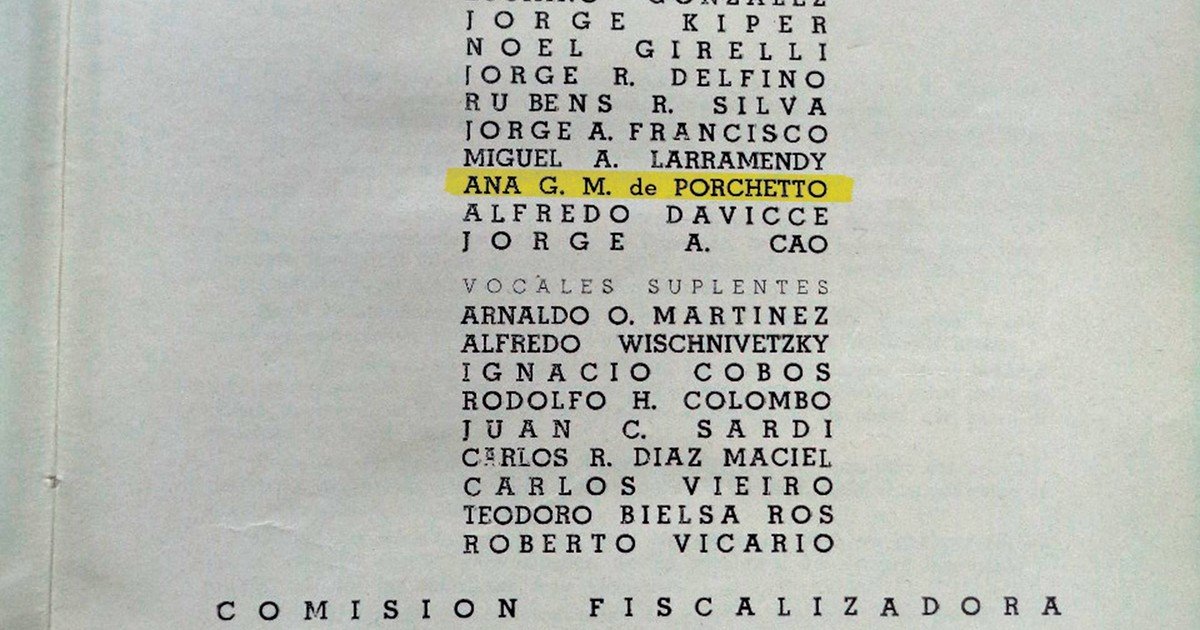 GONZALEZ
JORGE KIPER
NOEL GIRELLI
JORGE R. DELFINO
RUBENS R. SILVA
JORGE A. FRANCISCO
MIGUEL A. LARRAMENDY
ANA G. M. de PORCHETTO
ALFREDO DAVICCE
JORGE A. CAO
VOCALES SUPLENTES
ARNALDO O. MARTINEZ
ALFREDO WISCHNIVETZKY
IGNACIO COBOS
RODOLFO H. COLOMBO
JUAN C. SARDI
CARLOS R. DIAZ MACIEL
CARLOS VIEIRO
TEODORO BIELSA ROS
ROBERTO VICARIO
COMISION FISCALIZADORA